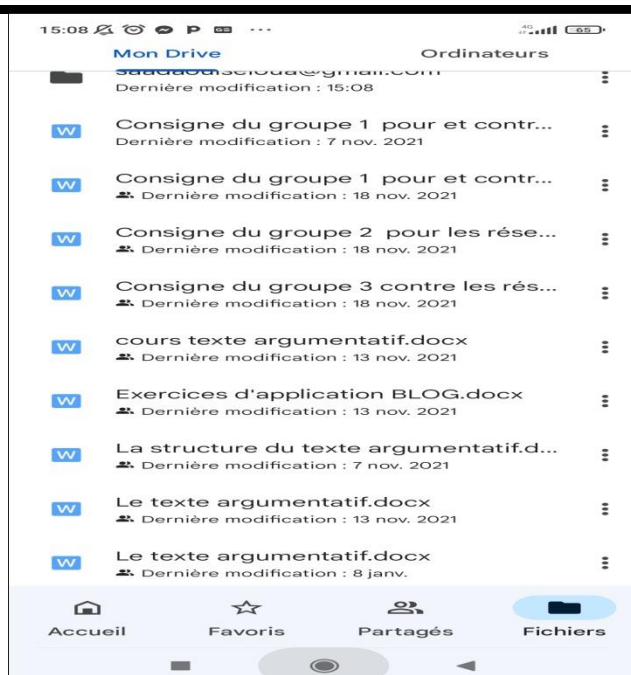 15:08 P ... 4G 65
Mon Drive Ordinateurs
saadaouiseloua@gmail.com
Dernière modification : 15:08
W Consigne du groupe 1 pour et contr...
Dernière modification : 7 nov. 2021
W Consigne du groupe 1 pour et contr...
Dernière modification : 18 nov. 2021
W Consigne du groupe 2 pour les rése...
Dernière modification : 18 nov. 2021
W Consigne du groupe 3 contre les rés...
Dernière modification : 18 nov. 2021
W cours texte argumentatif.docx
Dernière modification : 13 nov. 2021
W Exercices d'application BLOG.docx
Dernière modification : 13 nov. 2021
W La structure du texte argumentatif.d...
Dernière modification : 7 nov. 2021
W Le texte argumentatif.docx
Dernière modification : 13 nov. 2021
W Le texte argumentatif.docx
Dernière modification : 8 janv.
Accueil Favoris Partagés Fichiers